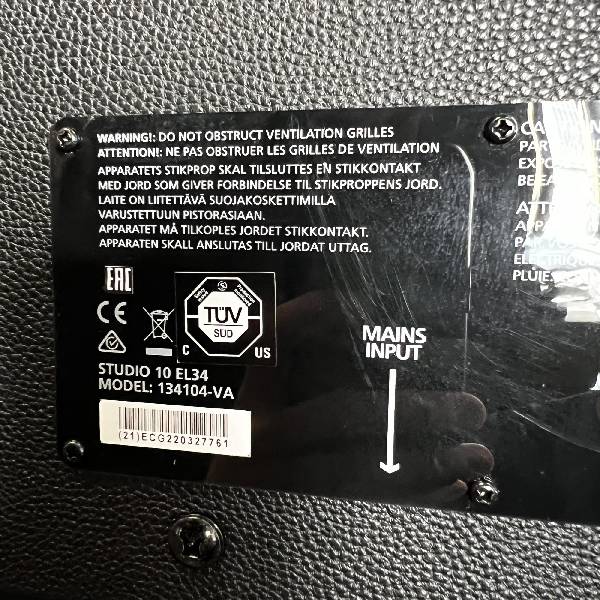 WARNING!: DO NOT OBSTRUCT VENTILATION GRILLES
ATTENTION!: NE PAS OBSTRUER LES GRILLES DE VENTILATION
APPARATETS STIKPROP SKAL TILSLUTTES EN STIKKONTAKT
MED JORD SOM GIVER FORBINDELSE TIL STIKPROPPENS JORD.
LAITE ON LIITETTÄVÄ SUOJAKOSKETTIMILLA
VARUSTETTUUN PISTORASIAAN.
APPARATET MÅ TILKOPLES JORDET STIKKONTAKT.
APPARATEN SKALL ANSLUTAS TILL JORDAT UTTAG.
EAC
CE
TÜV
SUD
C US
STUDIO 10 EL34
MODEL: 134104-VA
(21)ECG220327761
MAINS
INPUT
PLUIE